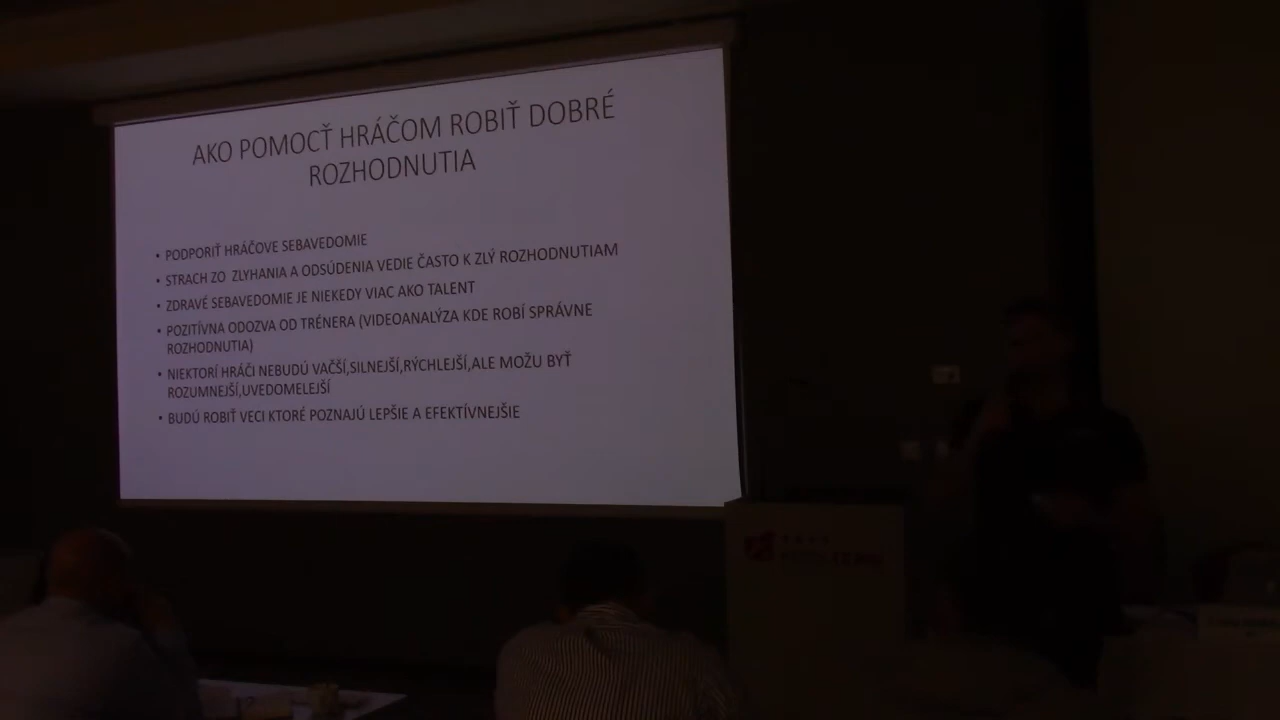 AKO POMOCŤ HRÁČOM ROBIŤ DOBRÉ
ROZHODNUTIA
• PODPORIŤ HRÁČOVE SEBAVEDOMIE
• STRACH ZO ZLYHANIA A ODSÚDENIA VEDIE ČASTO K ZLÝ ROZHODNUTIAM
• ZDRAVÉ SEBAVEDOMIE JE NIEKEDY VIAC AKO TALENT
• POZITÍVNA ODOZVA OD TRÉNERA (VIDEOANALÝZA KDE ROBÍ SPRÁVNE
ROZHODNUTIA)
• NIEKTORÍ HRÁČI NEBUDÚ VAČŠÍ,SILNEJŠÍ,RÝCHLEJŠÍ,ALE MOŽU BYŤ
ROZUMNEJŠÍ,UVEDOMELEJŠÍ
• BUDÚ ROBIŤ VECI KTORÉ POZNAJÚ LEPŠIE A EFEKTÍVNEJŠIE